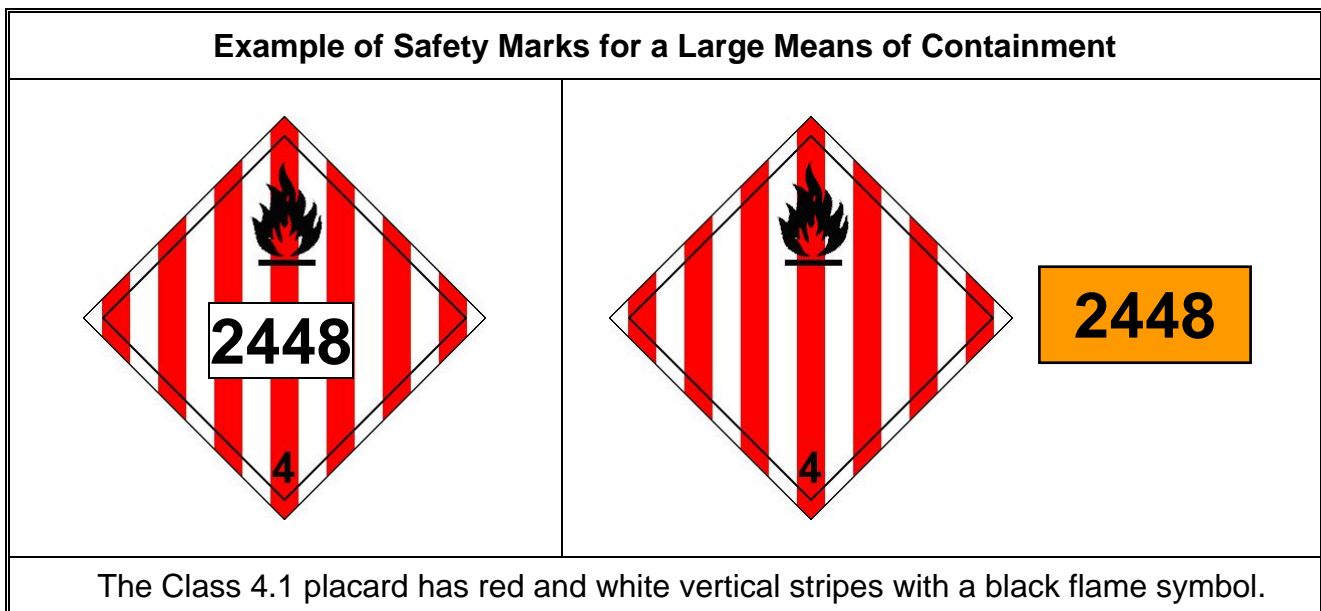 Example of Safety Marks for a Large Means of Containment
2448
4
4
2448
The Class 4.1 placard has red and white vertical stripes with a black flame symbol.